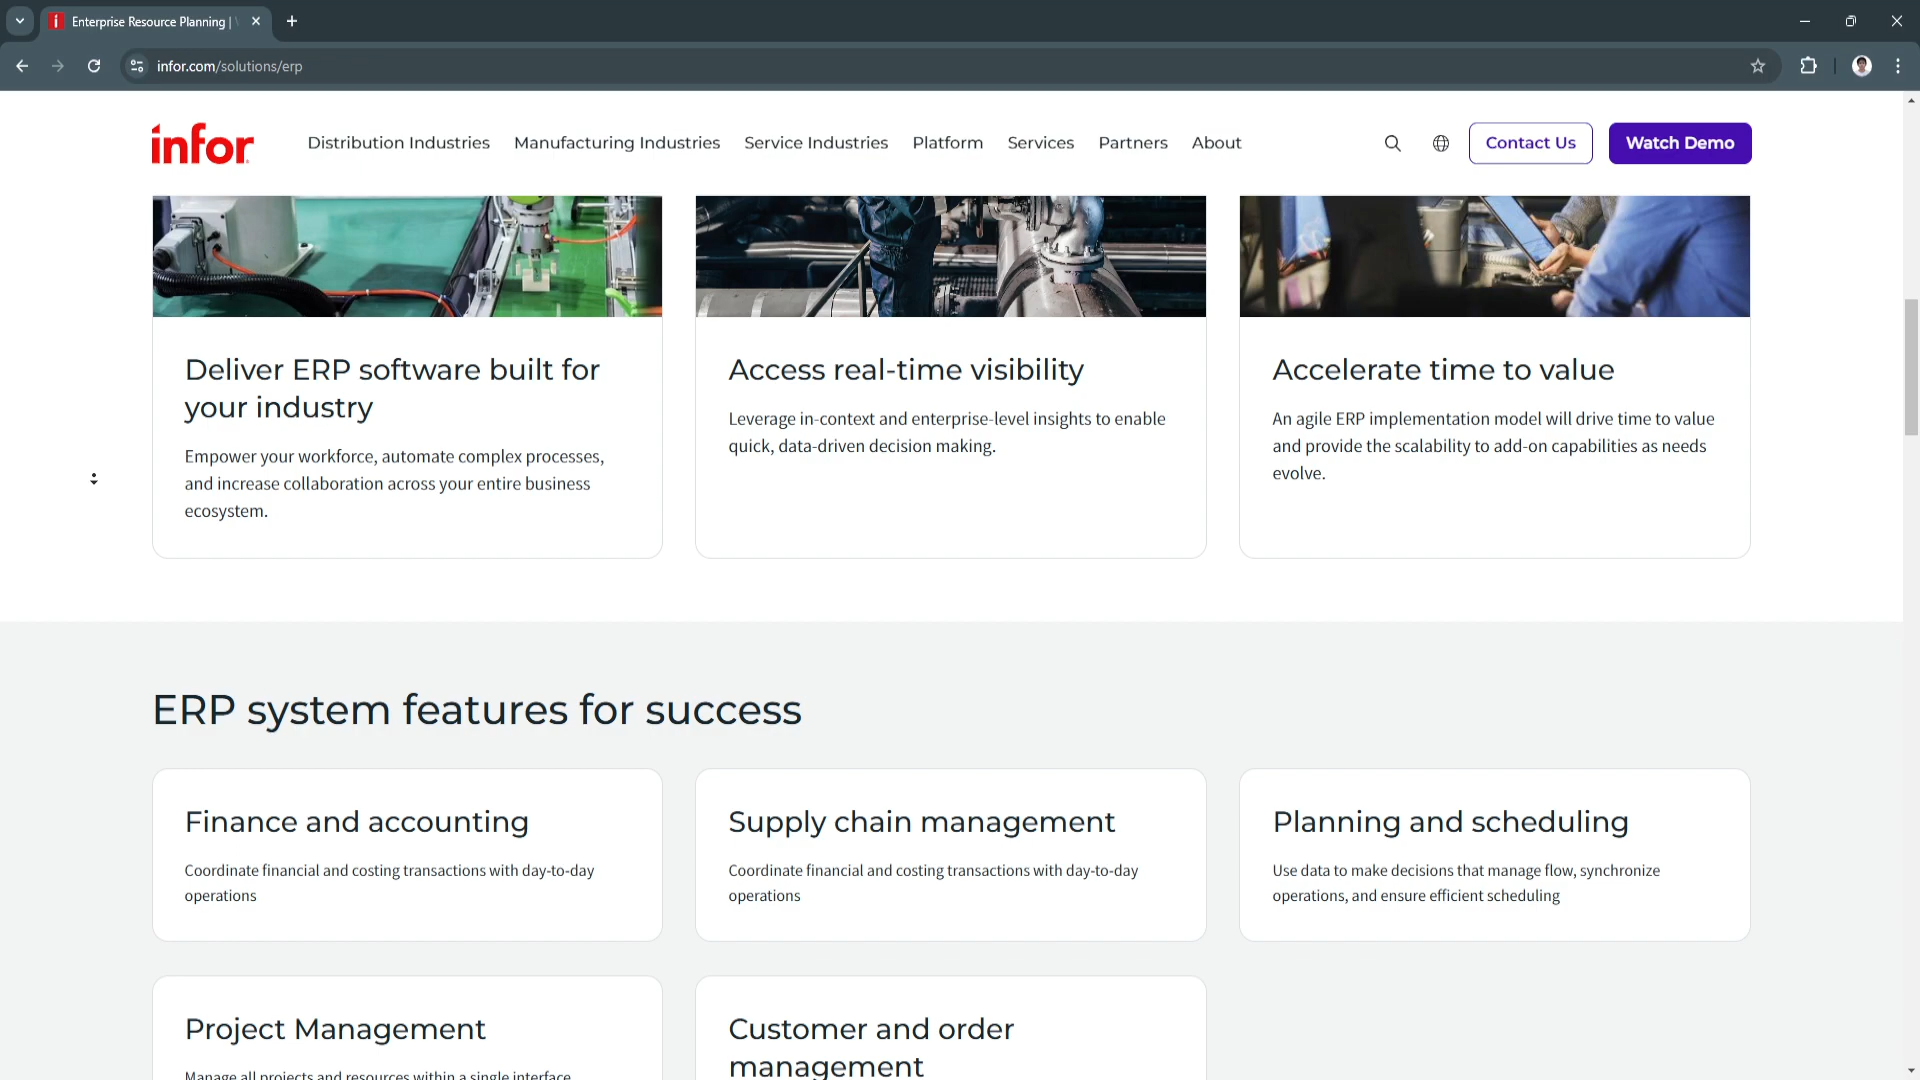 Enterprise Resource Planning |
infor.com/solutions/erp
infor
Distribution Industries Manufacturing Industries Service Industries Platform Services Partners About Contact Us Watch Demo
Deliver ERP software built for
your industry
Empower your workforce, automate complex processes,
and increase collaboration across your entire business
ecosystem.
Access real-time visibility
Leverage in-context and enterprise-level insights to enable
quick, data-driven decision making.
Accelerate time to value
An agile ERP implementation model will drive time to value
and provide the scalability to add-on capabilities as needs
evolve.
ERP system features for success
Finance and accounting
Coordinate financial and costing transactions with day-to-day
operations
Supply chain management
Coordinate financial and costing transactions with day-to-day
operations
Planning and scheduling
Use data to make decisions that manage flow, synchronize
operations, and ensure efficient scheduling
Project Management
Manage all projects and resources within a single interface
Customer and order
management